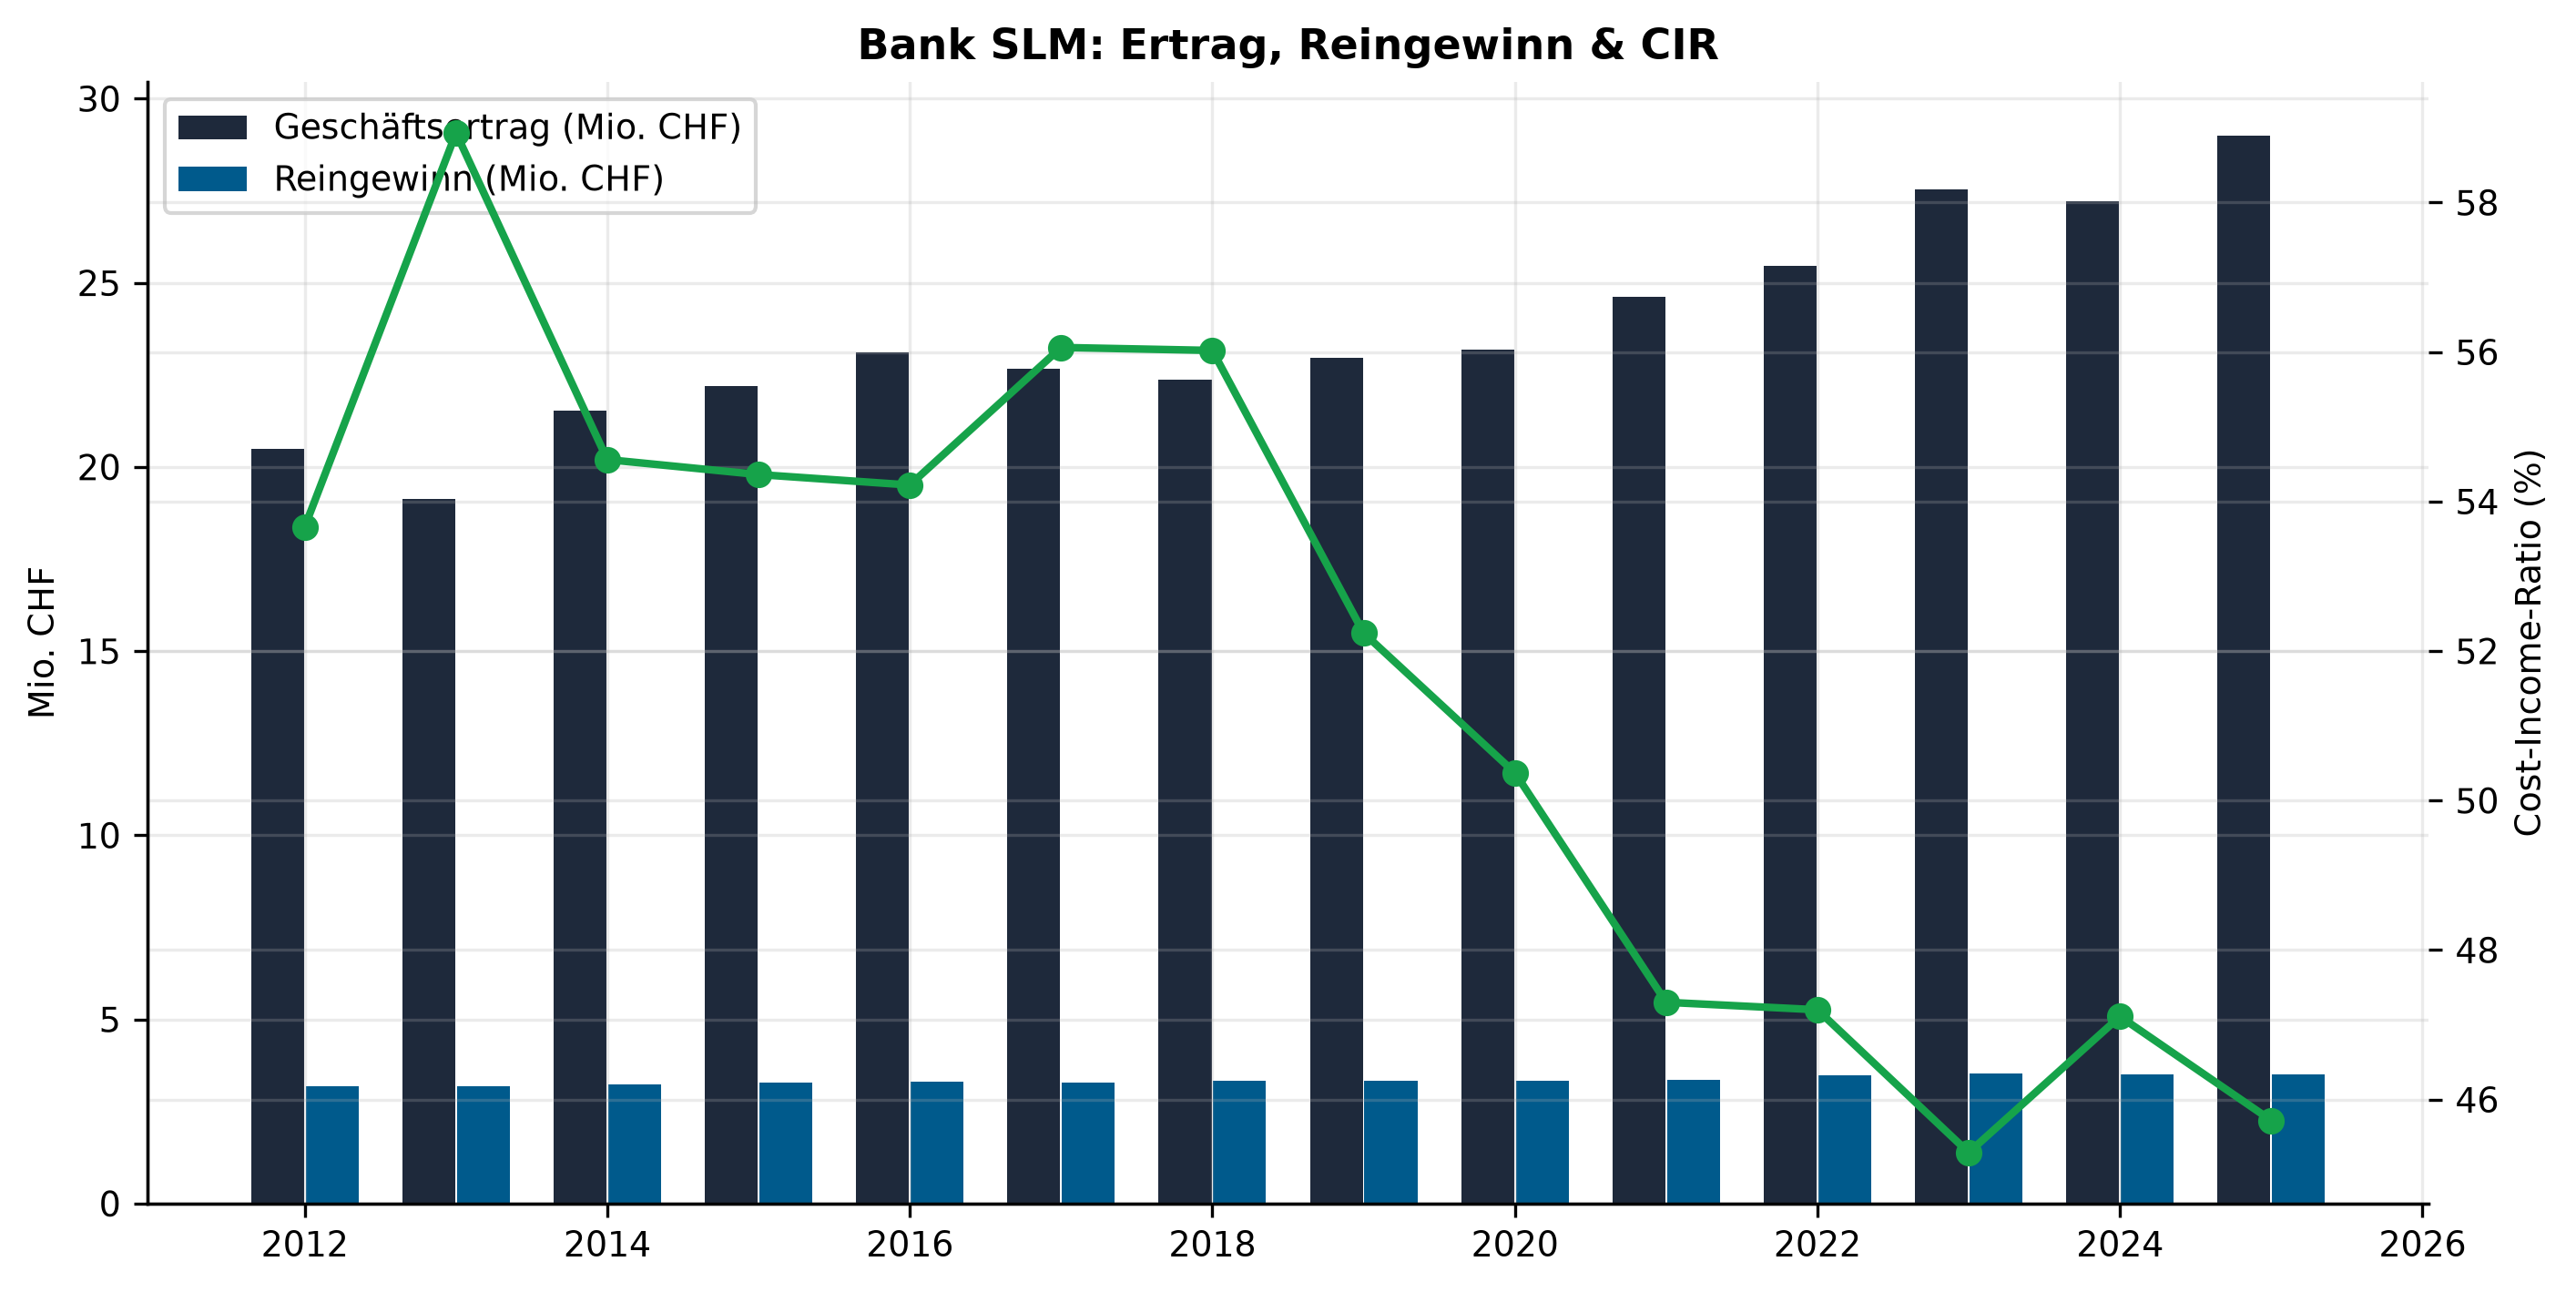 Bank SLM: Ertrag, Reingewinn & CIR
Geschäftsertrag (Mio. CHF)
Reingewinn (Mio. CHF)
Mio. CHF
30
25
20
15
10
5
0
Cost-Income-Ratio (%)
58
56
54
52
50
48
46
2012 2014 2016 2018 2020 2022 2024 2026